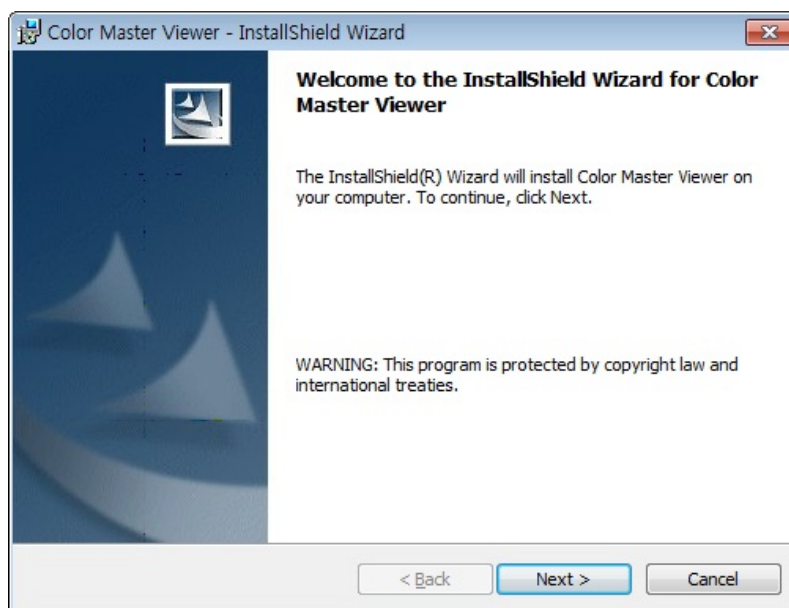 Color Master Viewer - InstallShield Wizard
Welcome to the InstallShield Wizard for Color
Master Viewer
The InstallShield(R) Wizard will install Color Master Viewer on
your computer. To continue, click Next.
WARNING: This program is protected by copyright law and
international treaties.
< Back
Next >
Cancel